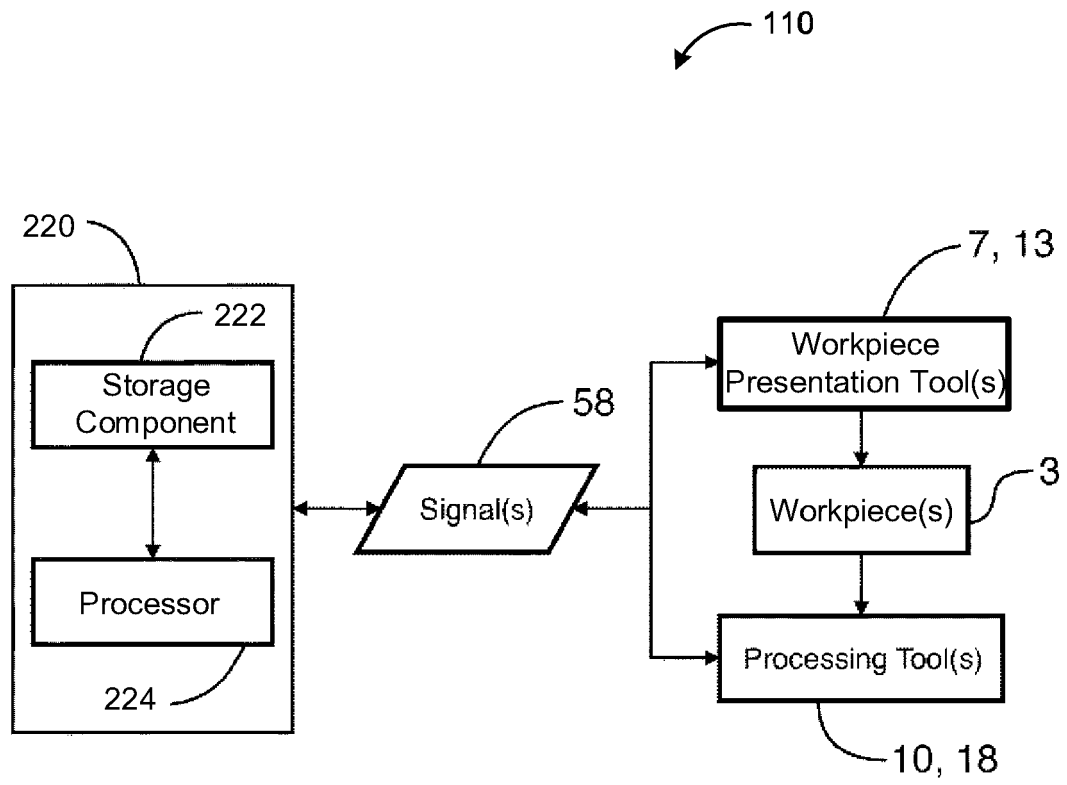 110
220
7, 13
222
Storage
Component
Workpiece
Presentation Tool(s)
58
Signal(s)
3
Workpiece(s)
Processor
224
Processing Tool(s)
10, 18